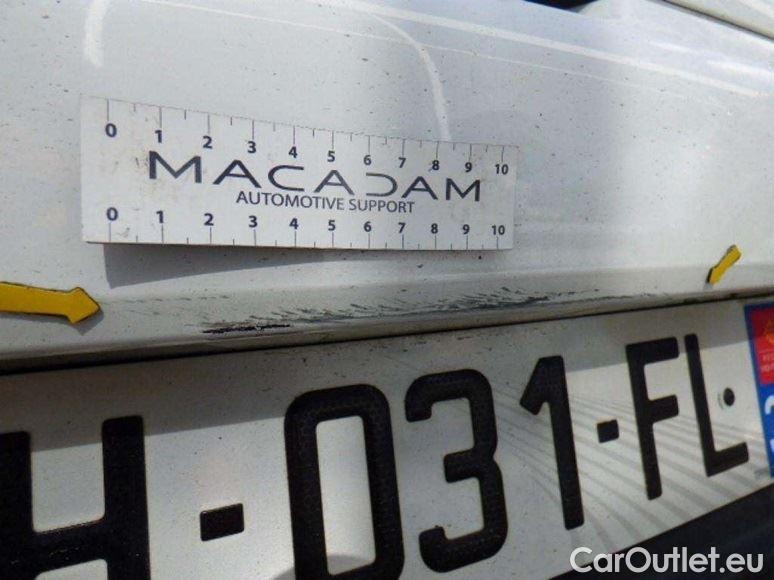 0 1 2 3 4 5 6 7 8 9 10
MACADAM
AUTOMOTIVE SUPPORT
0 1 2 3 4 5 6 7 8 9 10
H-031-FL
CarOutlet.eu